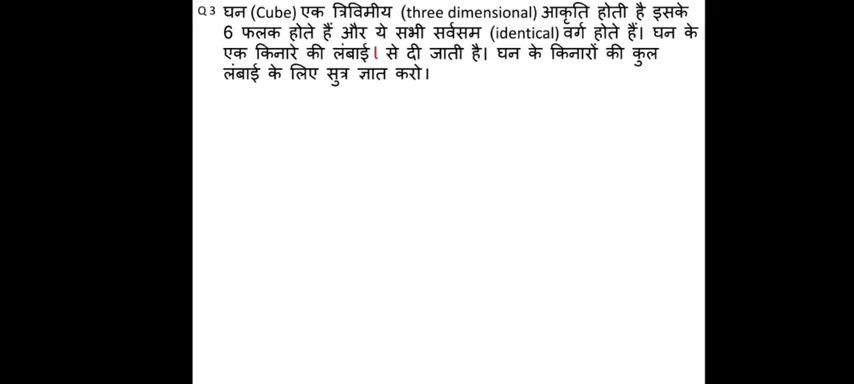 Q 3 घन (Cube) एक त्रिविमीय (three dimensional) आकृति होती है इसके
6 फलक होते हैं और ये सभी सर्वसम (identical) वर्ग होते हैं। घन के
एक किनारे की लंबाई l से दी जाती है। घन के किनारों की कुल
लंबाई के लिए सुत्र ज्ञात करो।